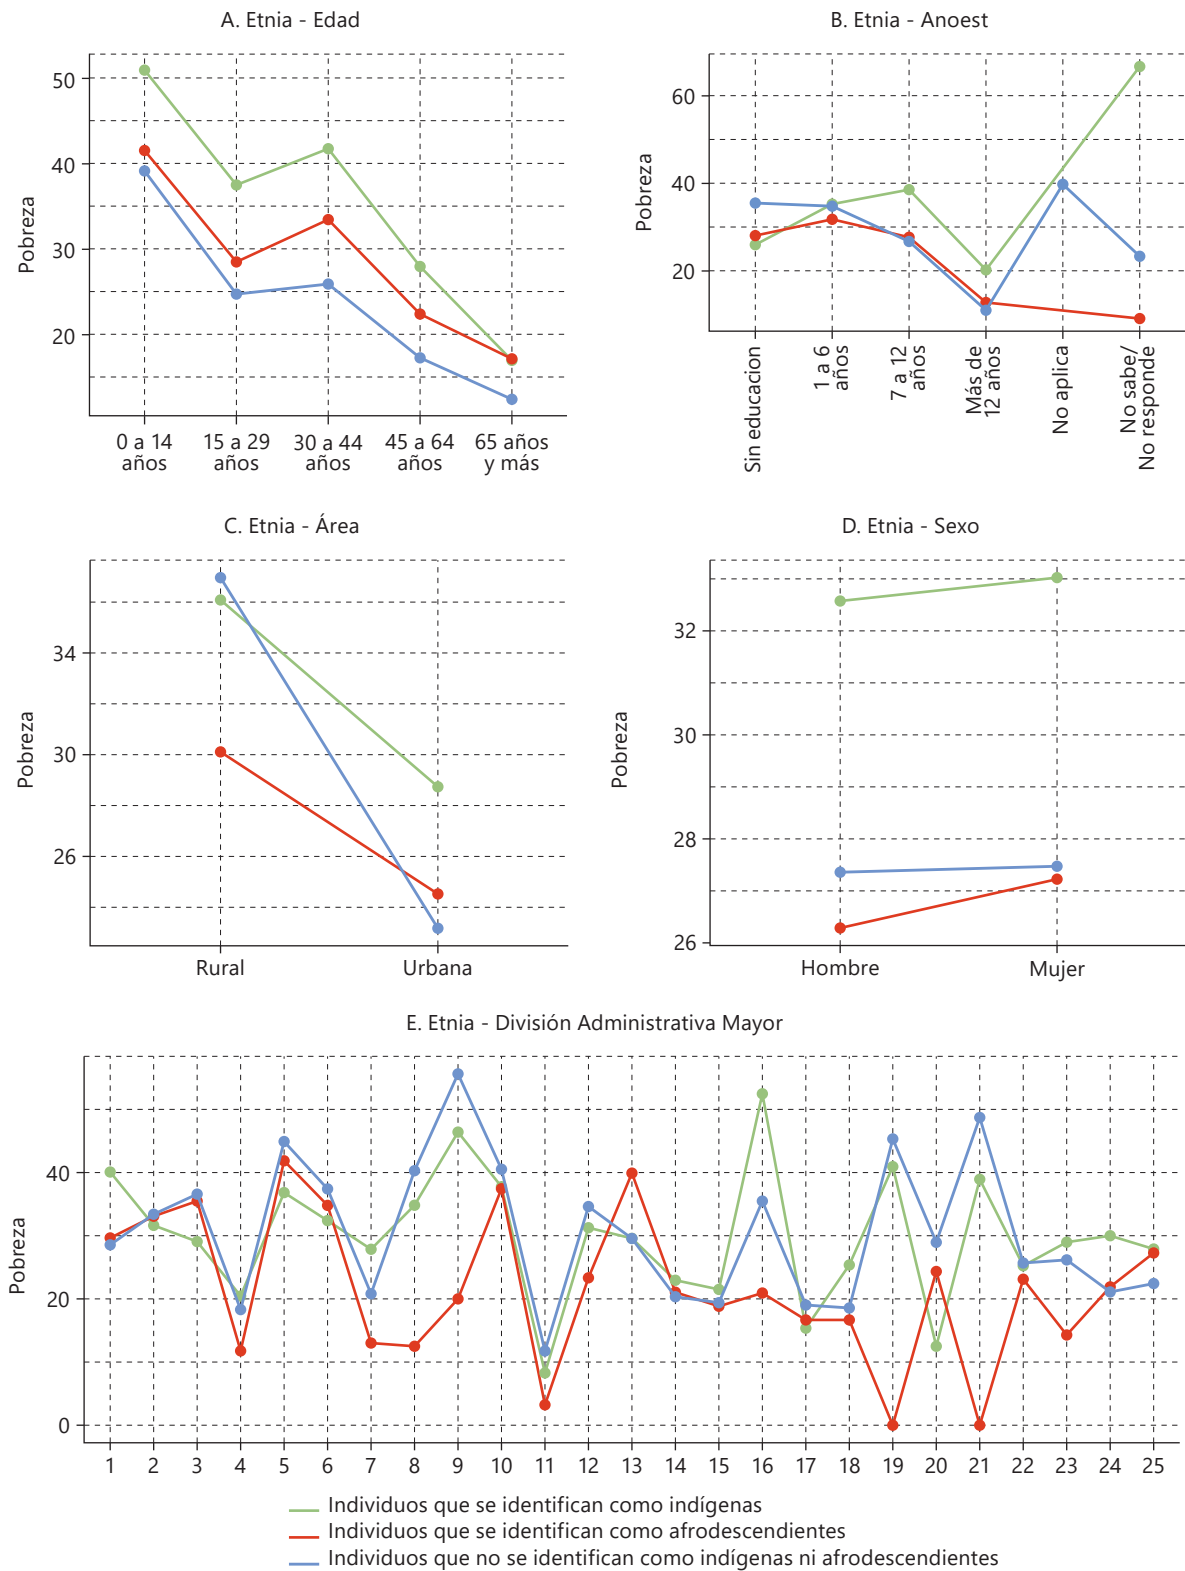 A. Etnia - Edad
Pobreza
50
40
30
20
0 a 14
años
15 a 29
años
30 a 44
años
45 a 64
años
65 años
y más
B. Etnia - Anoest
Pobreza
60
40
20
Sin educacion
1 a 6
años
7 a 12
años
Más de
12 años
No aplica
No sabe/
No responde
C. Etnia - Área
Pobreza
34
30
26
Rural
Urbana
D. Etnia - Sexo
Pobreza
32
30
28
26
Hombre
Mujer
E. Etnia - División Administrativa Mayor
Pobreza
40
20
0
1 2 3 4 5 6 7 8 9 10 11 12 13 14 15 16 17 18 19 20 21 22 23 24 25
Individuos que se identifican como indígenas
Individuos que se identifican como afrodescendientes
Individuos que no se identifican como indígenas ni afrodescendientes